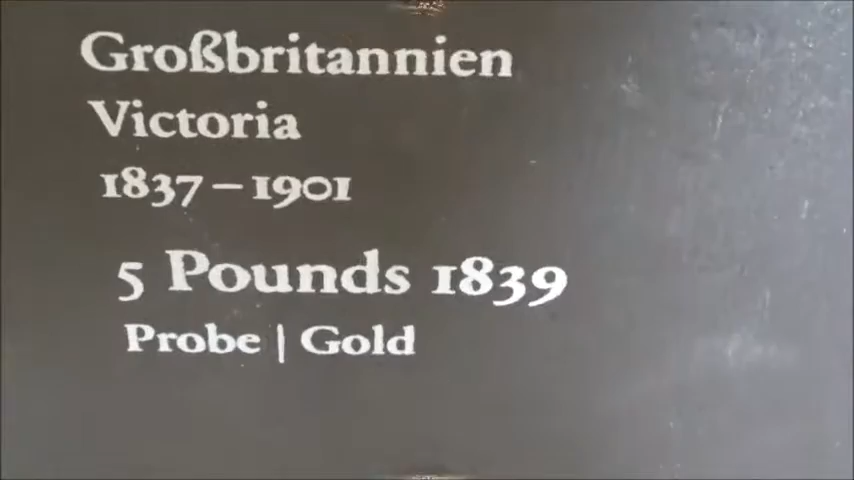 Großbritannien
Victoria
1837 – 1901
5 Pounds 1839
Probe | Gold